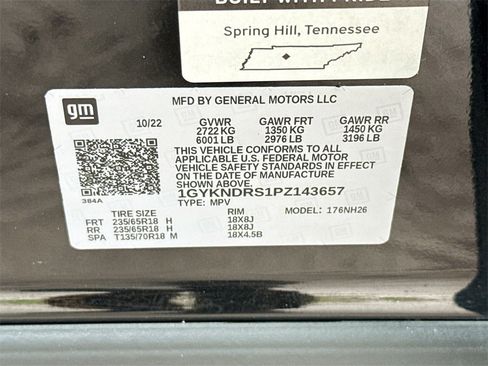 BUILT WITH PRIDE
Spring Hill, Tennessee
gm
MFD BY GENERAL MOTORS LLC
10/22 GVWR GAWR FRT GAWR RR
2722 KG 1350 KG 1450 KG
6001 LB 2976 LB 3196 LB
THIS VEHICLE CONFORMS TO ALL
APPLICABLE U.S. FEDERAL MOTOR
VEHICLE SAFETY STANDARDS IN
EFFECT ON THE DATE OF MANUFACTURE
SHOWN ABOVE.
384A
1GYKNDRS1PZ143657
TYPE: MPV
TIRE SIZE RIM MODEL: 176NH26
FRT 235/65R18 H 18X8J
RR 235/65R18 H 18X8J
SPA T135/70R18 M 18X4.5B